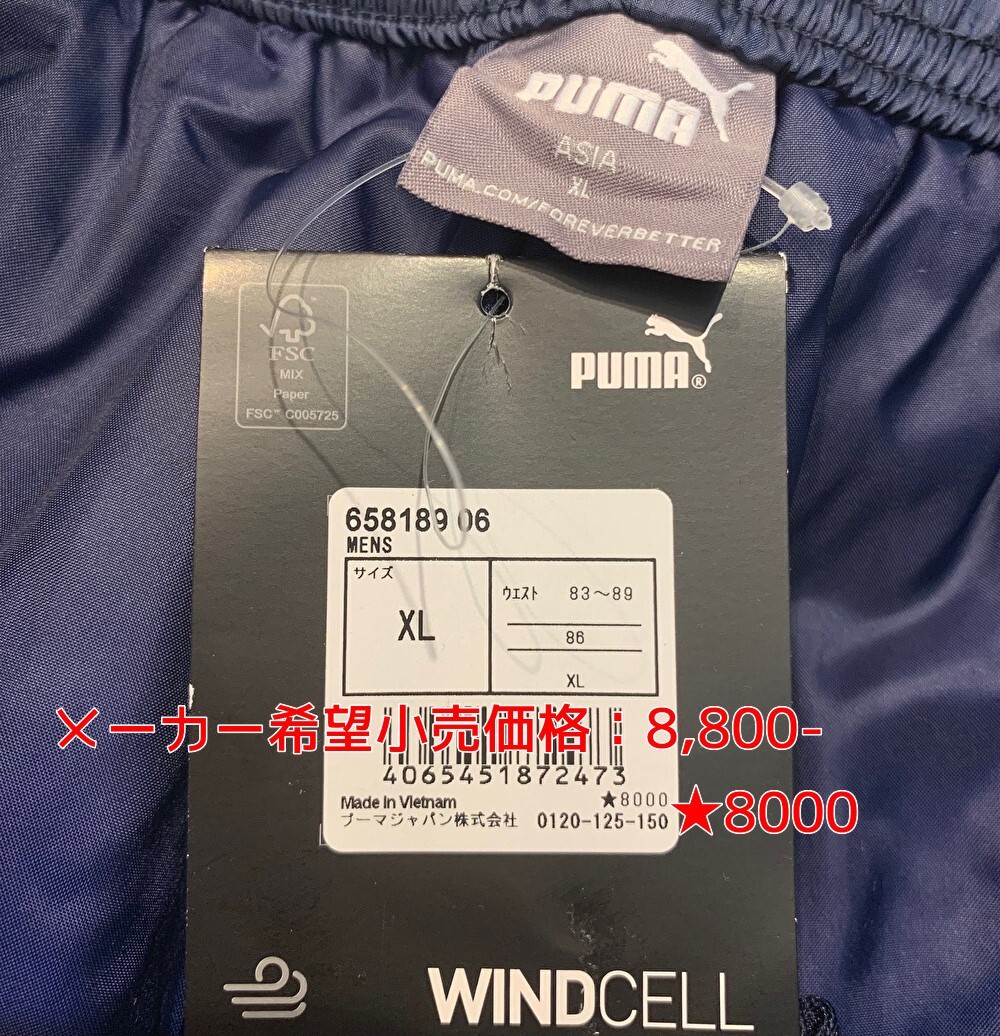 PUMA
ASIA
XL
PUMA.COM/FOREVERBETTER
FSC
MIX
Paper
FSC™ C005725
PUMA®
658189 06
MENS
サイズ
XL
ウエスト 83～89
86
XL
メーカー希望小売価格：8,800-
4065451872473
Made In Vietnam
★8000
★8000
プーマジャパン株式会社 0120-125-150
WINDCELL